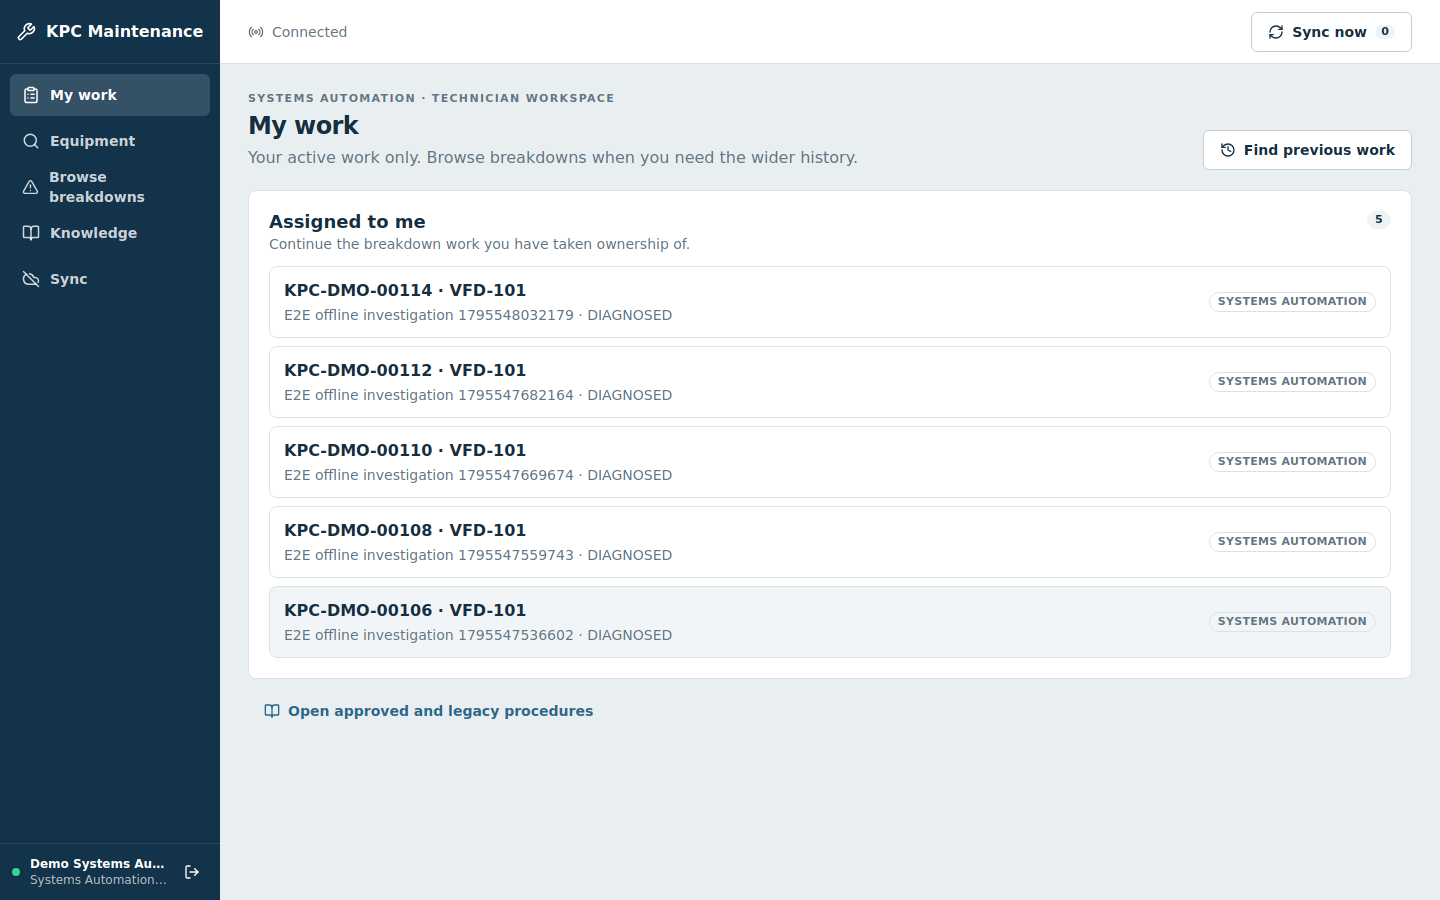 KPC Maintenance
My work
Equipment
Browse
breakdowns
Knowledge
Sync
Demo Systems Au...
Systems Automation...
Connected
Sync now 0
SYSTEMS AUTOMATION · TECHNICIAN WORKSPACE
My work
Your active work only. Browse breakdowns when you need the wider history.
Find previous work
Assigned to me 5
Continue the breakdown work you have taken ownership of.
KPC-DMO-00114 · VFD-101
E2E offline investigation 1795548032179 · DIAGNOSED
SYSTEMS AUTOMATION
KPC-DMO-00112 · VFD-101
E2E offline investigation 1795547682164 · DIAGNOSED
SYSTEMS AUTOMATION
KPC-DMO-00110 · VFD-101
E2E offline investigation 1795547669674 · DIAGNOSED
SYSTEMS AUTOMATION
KPC-DMO-00108 · VFD-101
E2E offline investigation 1795547559743 · DIAGNOSED
SYSTEMS AUTOMATION
KPC-DMO-00106 · VFD-101
E2E offline investigation 1795547536602 · DIAGNOSED
SYSTEMS AUTOMATION
Open approved and legacy procedures